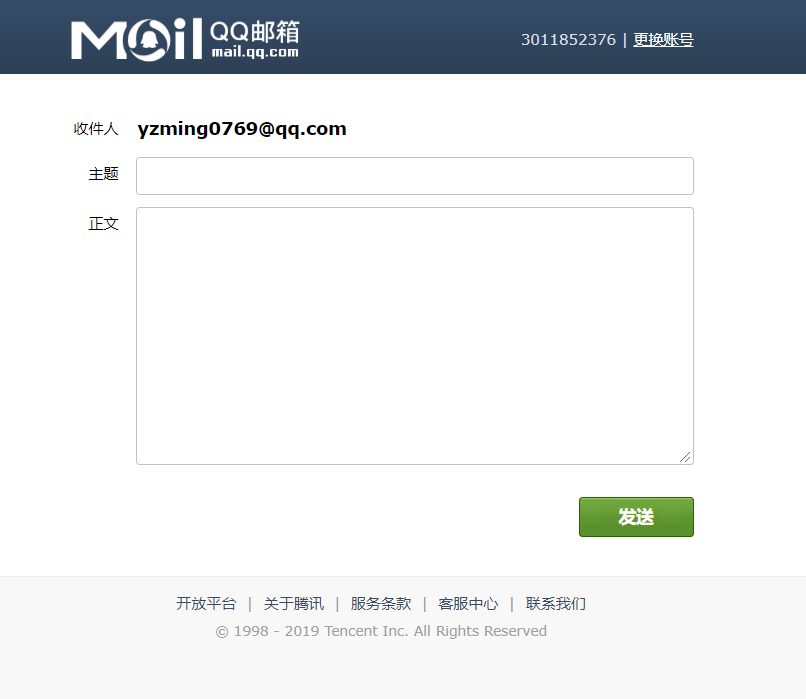 Mail QQ邮箱
mail.qq.com
3011852376 | 更换账号
收件人 yzming0769@qq.com
主题
正文
发送
开放平台 | 关于腾讯 | 服务条款 | 客服中心 | 联系我们
© 1998 - 2019 Tencent Inc. All Rights Reserved